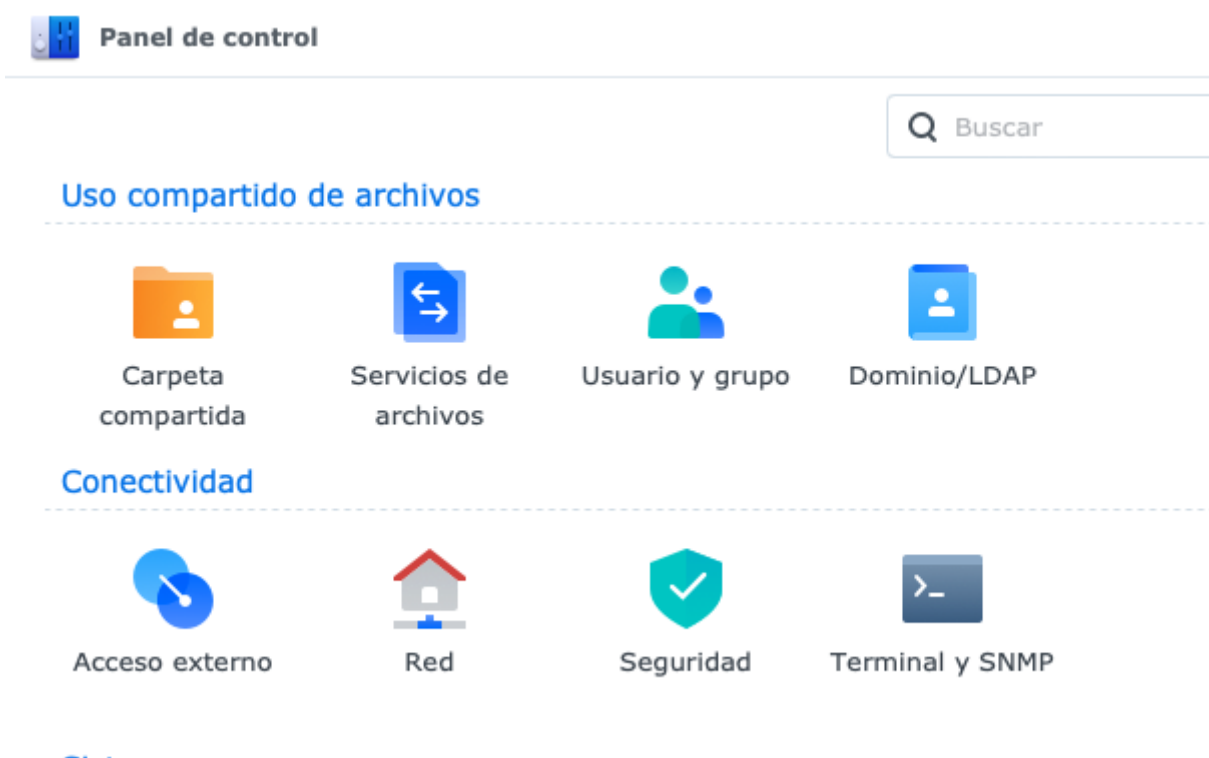 Panel de control
Buscar
Uso compartido de archivos
Carpeta
compartida
Servicios de
archivos
Usuario y grupo
Dominio/LDAP
Conectividad
Acceso externo
Red
Seguridad
Terminal y SNMP